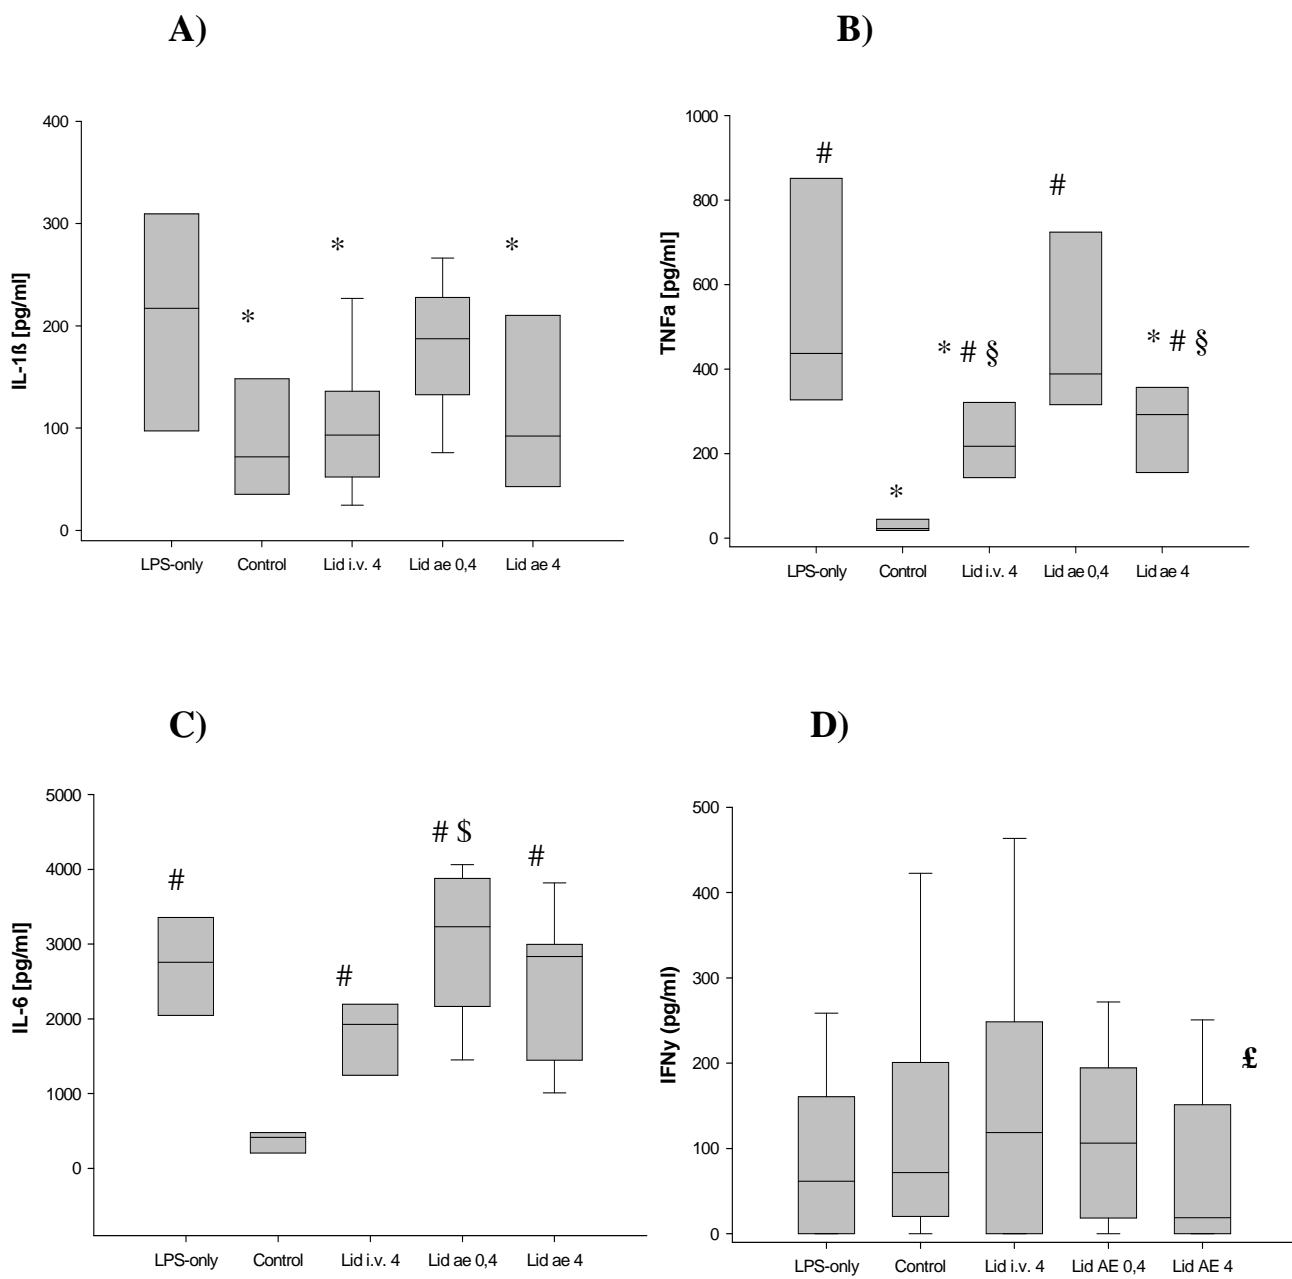 A)
400
300
200
100
0
IL-1ß [pg/ml]
*
*
*
LPS-only Control Lid i.v. 4 Lid ae 0,4 Lid ae 4
B)
1000
800
600
400
200
0
TNFa [pg/ml]
#
*
* # §
#
* # §
LPS-only Control Lid i.v. 4 Lid ae 0,4 Lid ae 4
C)
5000
4000
3000
2000
1000
0
IL-6 [pg/ml]
#
#
# $
#
LPS-only Control Lid i.v. 4 Lid ae 0,4 Lid ae 4
D)
500
400
300
200
100
0
IFNy (pg/ml)
£
LPS-only Control Lid i.v. 4 Lid AE 0,4 Lid AE 4